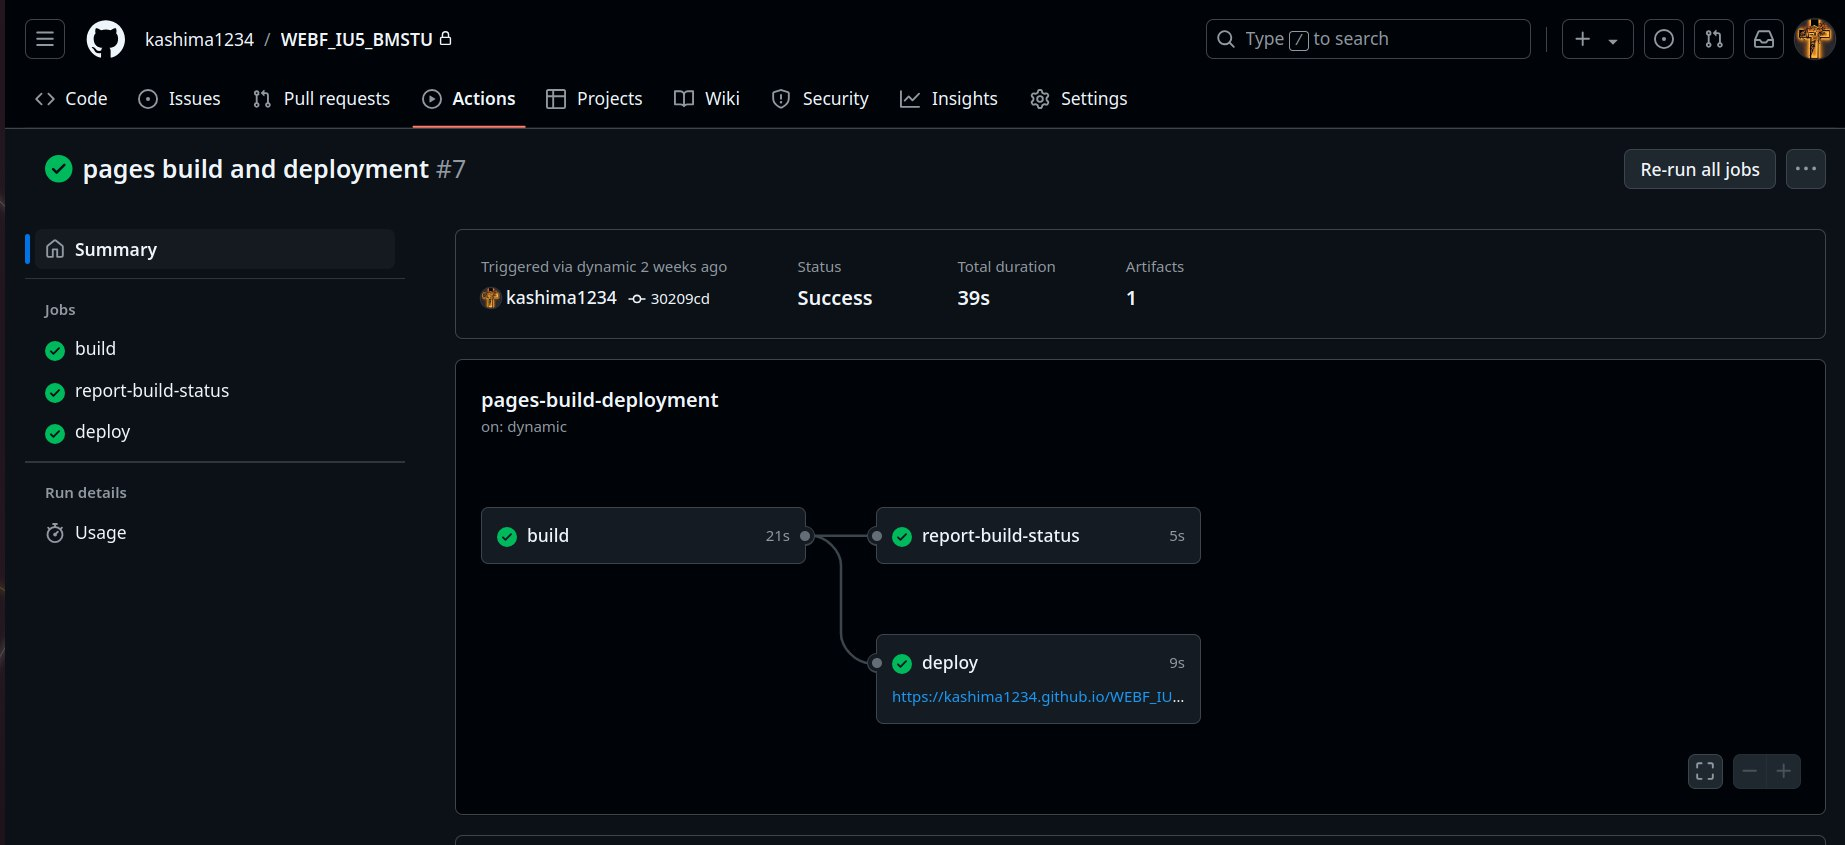 kashima1234 / WEBF_IU5_BMSTU
Type / to search
Code Issues Pull requests Actions Projects Wiki Security Insights Settings
pages build and deployment #7
Re-run all jobs
Summary
Jobs
build
report-build-status
deploy
Run details
Usage
Triggered via dynamic 2 weeks ago
kashima1234 30209cd
Status
Success
Total duration
39s
Artifacts
1
pages-build-deployment
on: dynamic
build 21s
report-build-status 5s
deploy 9s
https://kashima1234.github.io/WEBF_IU...